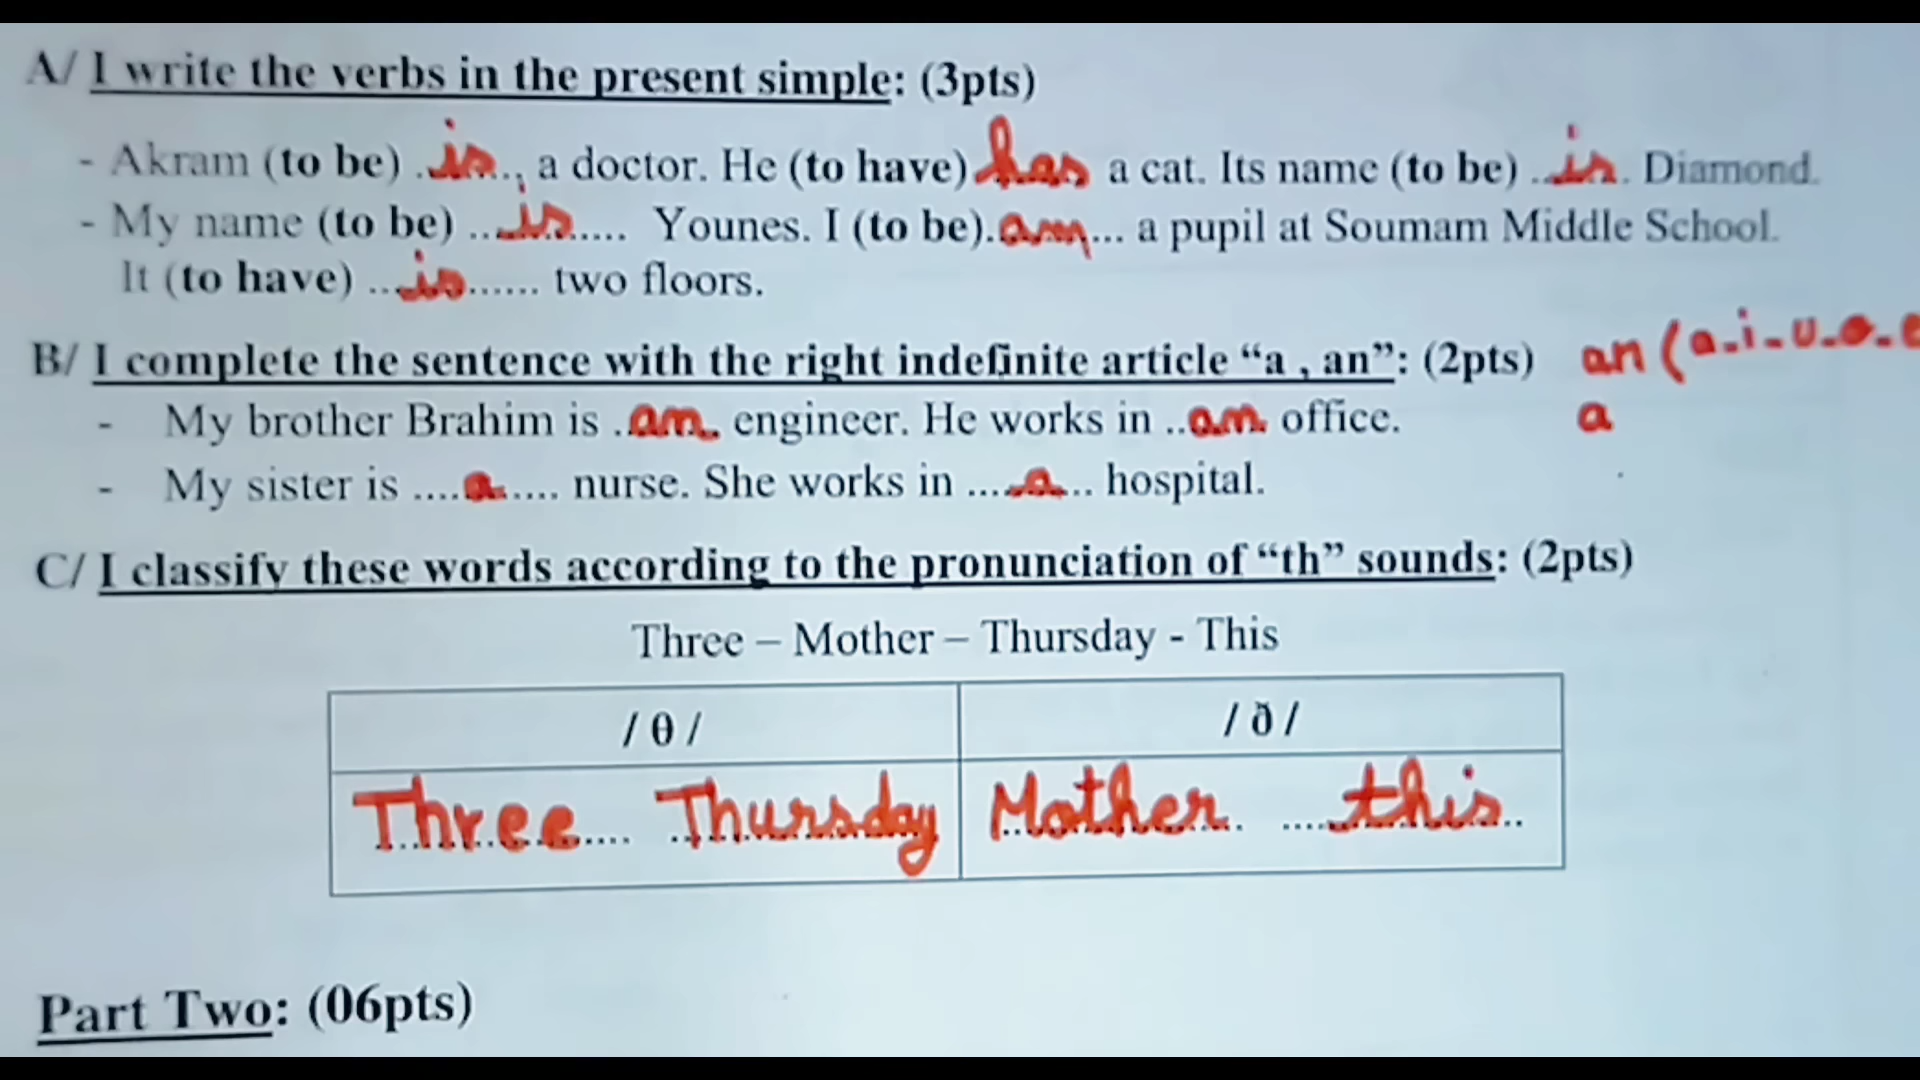 A/ I write the verbs in the present simple: (3pts)
- Akram (to be) ..is...., a doctor. He (to have) has a cat. Its name (to be) ..is.. Diamond.
- My name (to be) ...is...... Younes. I (to be).am... a pupil at Soumam Middle School.
It (to have) ...is....... two floors.
B/ I complete the sentence with the right indefinite article “a , an”: (2pts) an (a-i-u-o-e
- My brother Brahim is .an.. engineer. He works in ..an. office. a
- My sister is ....a..... nurse. She works in ....a... hospital.
C/ I classify these words according to the pronunciation of “th” sounds: (2pts)
Three – Mother – Thursday - This
/ θ / / ð /
Three.... Thursday Mother.. ....this..
Part Two: (06pts)